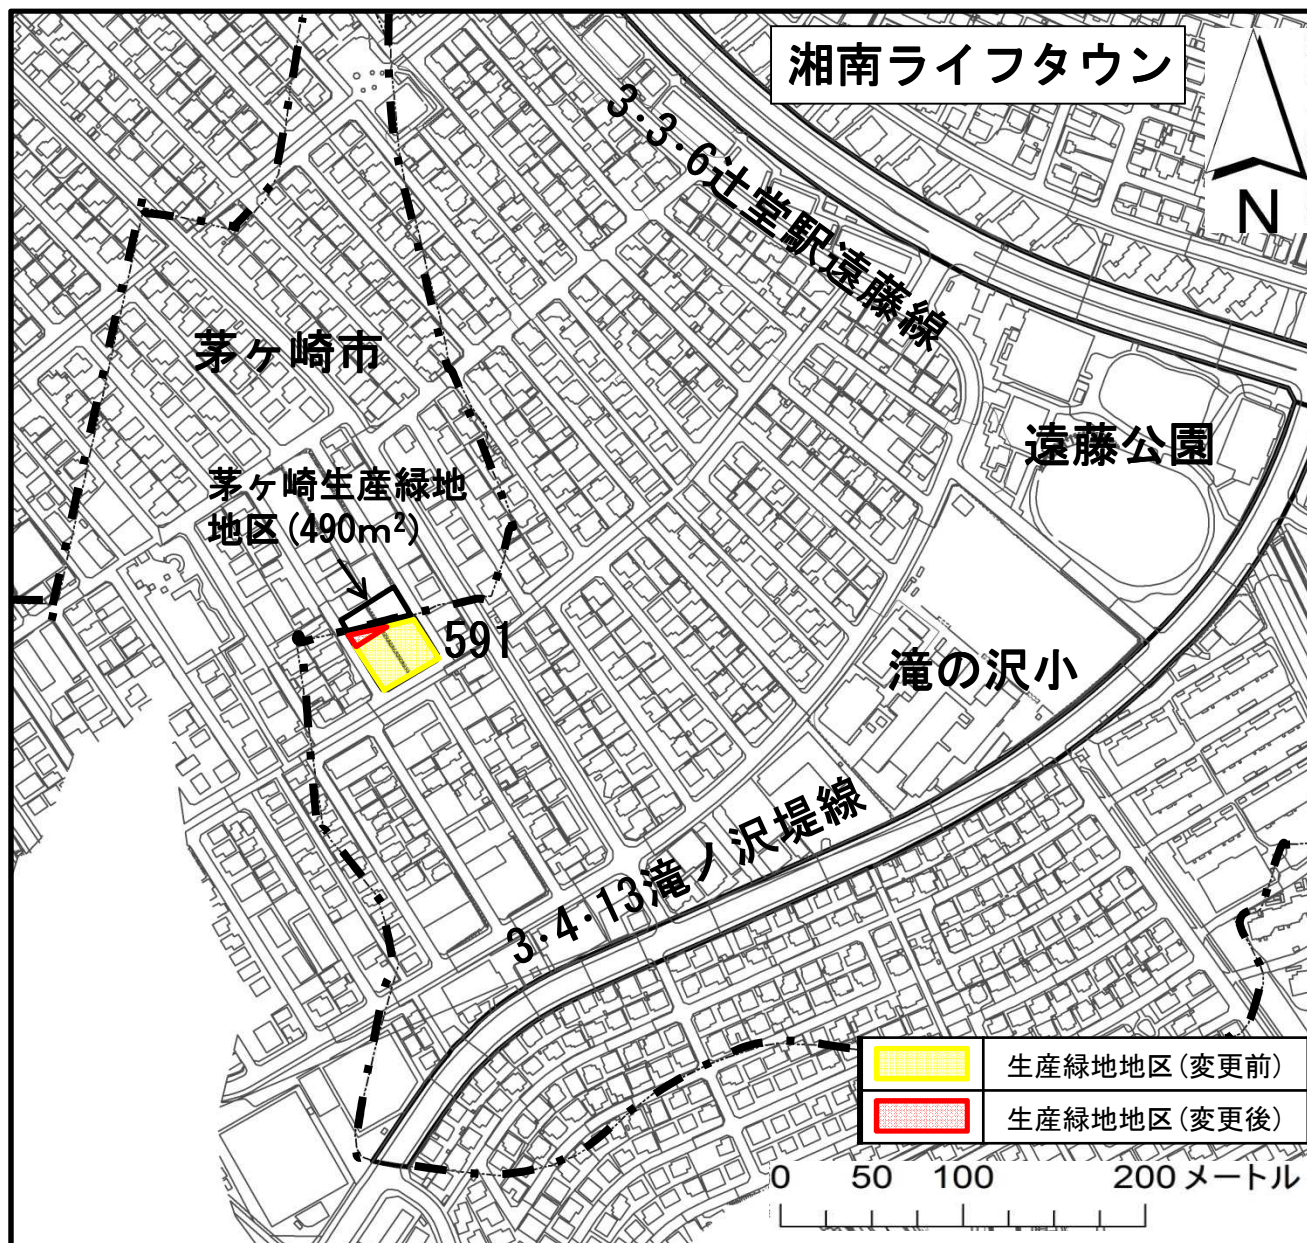 湘南ライフタウン
N
3・3・6辻堂駅遠藤線
茅ヶ崎市
遠藤公園
茅ヶ崎生産緑地
地区(490m²)
591
滝の沢小
3・4・13滝ノ沢堤線
生産緑地地区(変更前)
生産緑地地区(変更後)
0 50 100 200メートル